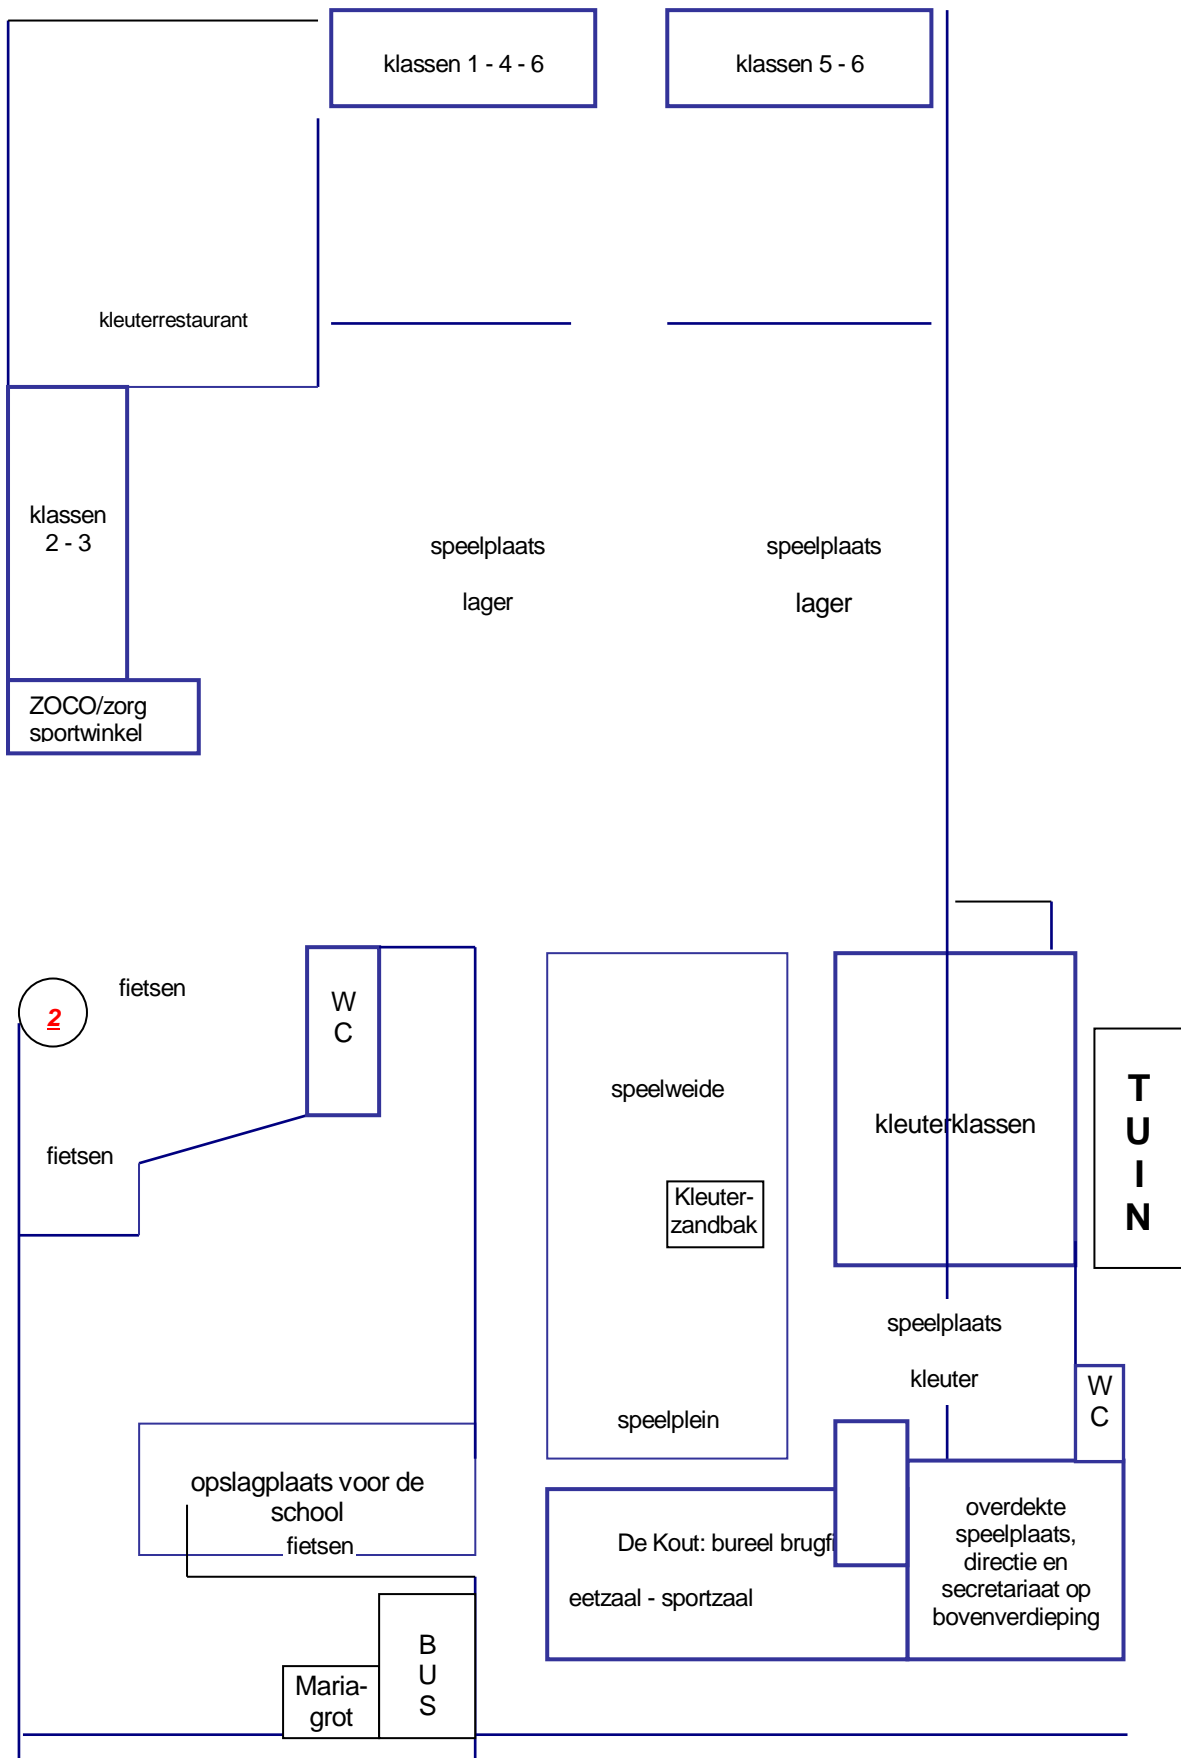 klassen 1 - 4 - 6
klassen 5 - 6
kleuterrestaurant
klassen
2 - 3
speelplaats
lager
speelplaats
lager
ZOCO/zorg
sportwinkel
fietsen
2
W
C
fietsen
speelweide
Kleuter-
zandbak
speelplein
kleuterklassen
T
U
I
N
speelplaats
kleuter
W
C
opslagplaats voor de
school
fietsen
De Kout: bureel brugfi
eetzaal - sportzaal
overdekte
speelplaats,
directie en
secretariaat op
bovenverdieping
B
U
S
Maria-
grot